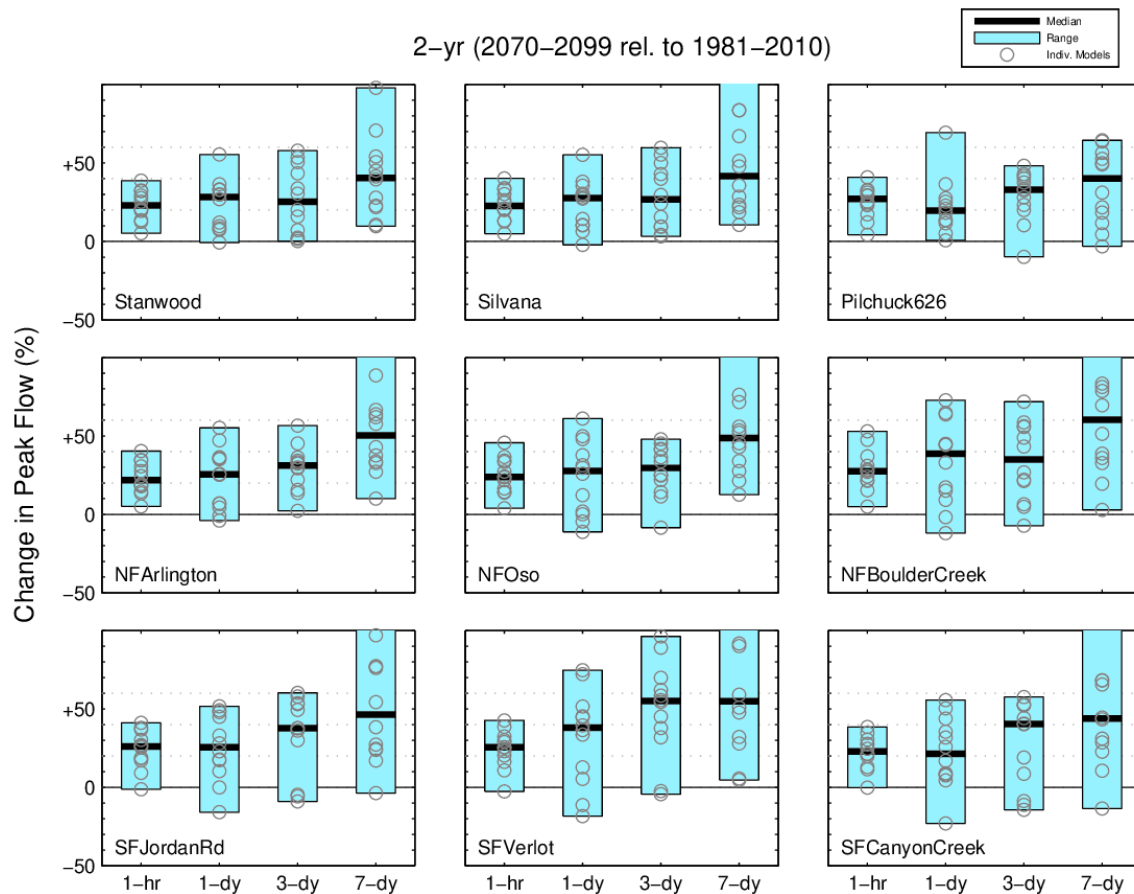 Median
Range
Indiv. Models
2−yr (2070−2099 rel. to 1981−2010)
Change in Peak Flow (%)
+50
0
−50
Stanwood
Silvana
Pilchuck626
+50
0
−50
NFArlington
NFOso
NFBoulderCreek
+50
0
−50
SFJordanRd
SFVerlot
SFCanyonCreek
1−hr 1−dy 3−dy 7−dy 1−hr 1−dy 3−dy 7−dy 1−hr 1−dy 3−dy 7−dy